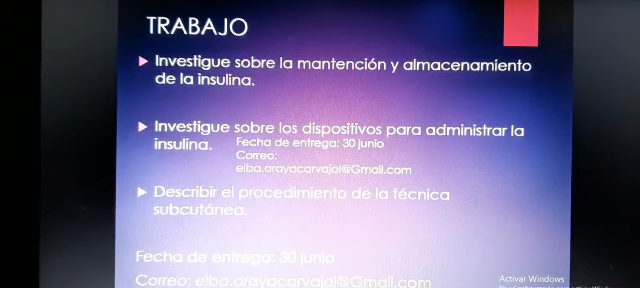 TRABAJO
Investigue sobre la mantención y almacenamiento
de la insulina.
Investigue sobre los dispositivos para administrar la
insulina.
Fecha de entrega: 30 junio
Correo:
elba.arayacarvajal@Gmail.com
Describir el procedimiento de la técnica
subcutánea.
Fecha de entrega: 30 junio
Correo: elba.arayacarvajal@Gmail.com
Activar Windows